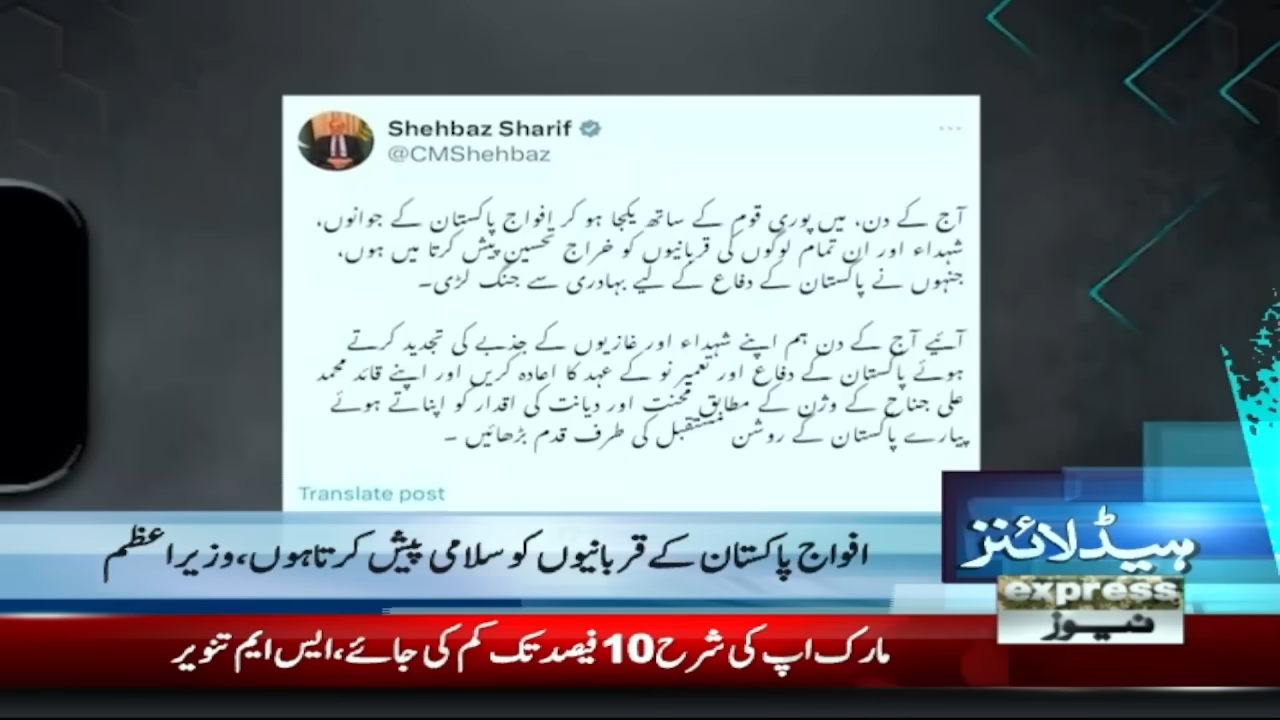 Shehbaz Sharif
@CMShehbaz
آج کے دن، میں پوری قوم کے ساتھ یکجا ہو کر افواج پاکستان کے جوانوں،
شہداء اور ان تمام لوگوں کی قربانیوں کو خراج تحسین پیش کرتا میں ہوں،
جنہوں نے پاکستان کے دفاع کے لیے بہادری سے جنگ لڑی۔
آئیے آج کے دن ہم اپنے شہداء اور غازیوں کے جذبے کی تجدید کرتے
ہوئے پاکستان کے دفاع اور تعمیر نو کے عہد کا اعادہ کریں اور اپنے قائد محمد
علی جناح کے وژن کے مطابق محنت اور دیانت کی اقدار کو اپناتے ہوئے
پیارے پاکستان کے روشن مستقبل کی طرف قدم بڑھائیں ۔
Translate post
ہیڈلائنز
افواج پاکستان کے قربانیوں کو سلامی پیش کرتاہوں،وزیراعظم
express
نیوز
مارک اپ کی شرح10 فیصد تک کم کی جائے،ایس ایم تنویر